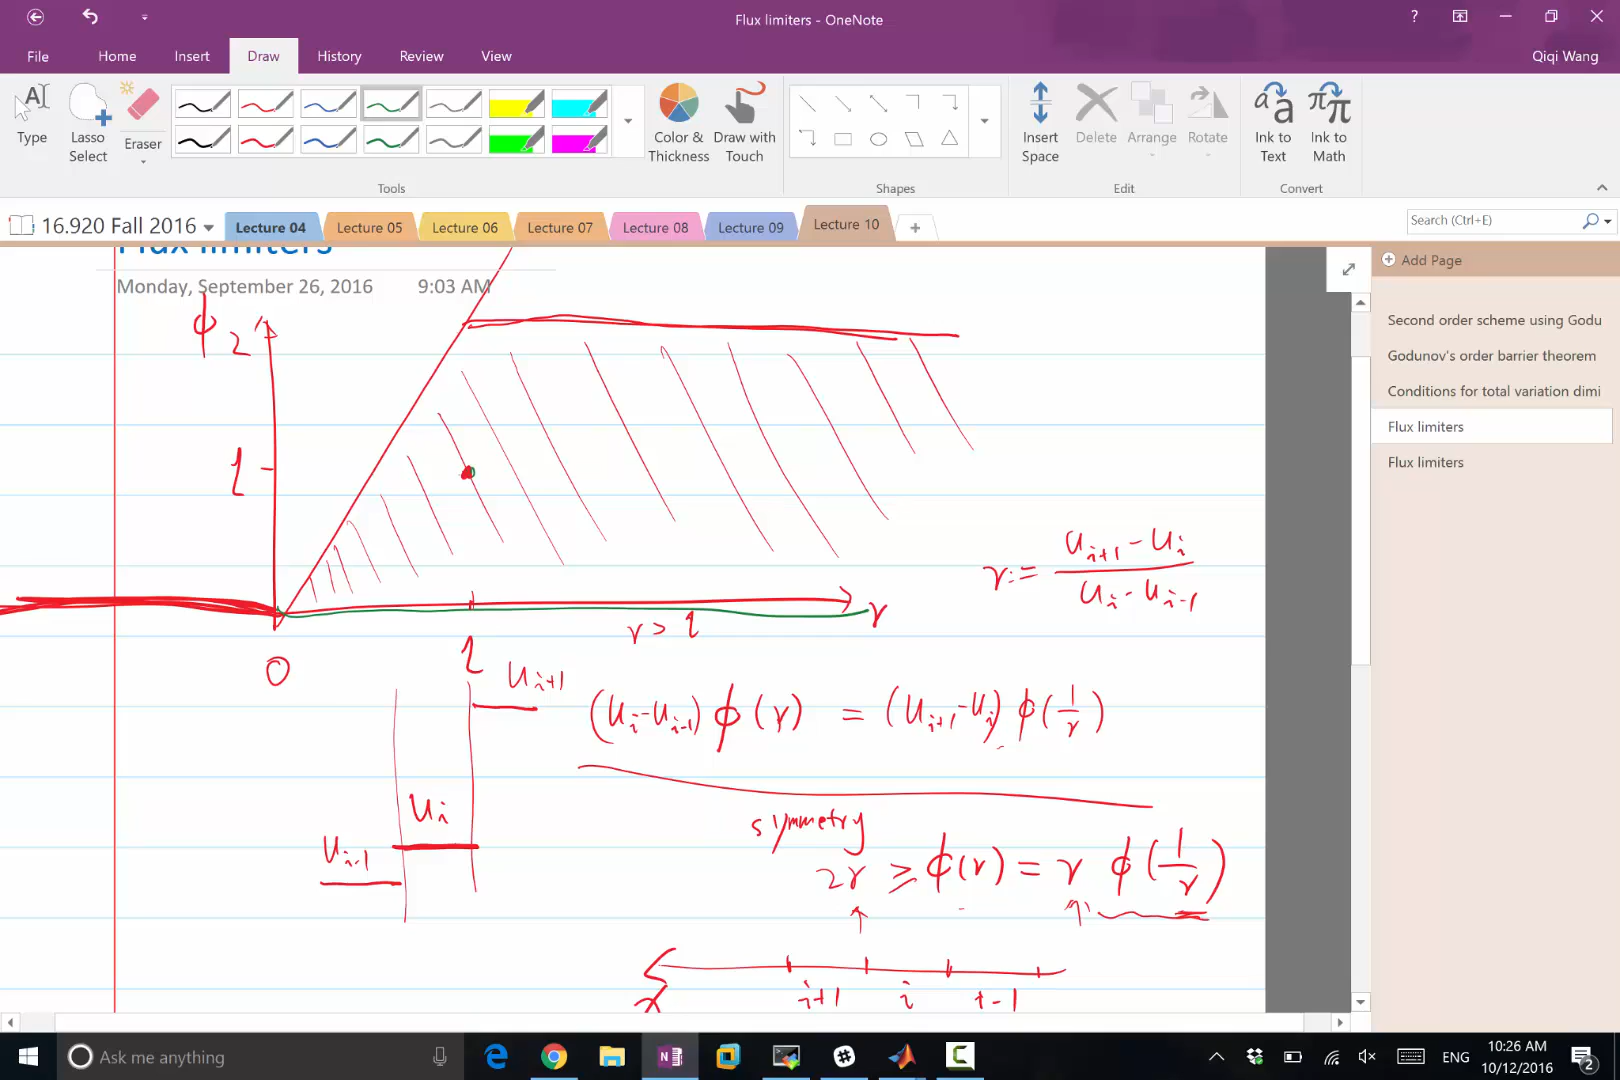 Flux limiters - OneNote
?
File
Home
Insert
Draw
History
Review
View
Qiqi Wang
Type
Lasso Select
Eraser
Color & Thickness
Draw with Touch
Insert Space
Delete
Arrange
Rotate
Ink to Text
Ink to Math
Tools
Shapes
Edit
Convert
16.920 Fall 2016
Lecture 04
Lecture 05
Lecture 06
Lecture 07
Lecture 08
Lecture 09
Lecture 10
Search (Ctrl+E)
Add Page
Second order scheme using Godu
Godunov's order barrier theorem
Conditions for total variation dimi
Flux limiters
Flux limiters
Flux limiters
Monday, September 26, 2016 9:03 AM
ϕ
2
1
r := (u_{i+1} - u_i) / (u_i - u_{i-1})
r
r > 1
0
1
u_{i+1}
(u_i - u_{i-1}) ϕ(r) = (u_{i+1} - u_i) ϕ(1/r)
u_i
u_{i-1}
symmetry
2r ≥ ϕ(r) = r ϕ(1/r)
i+1 i i-1
Ask me anything
ENG
10:26 AM
10/12/2016
2